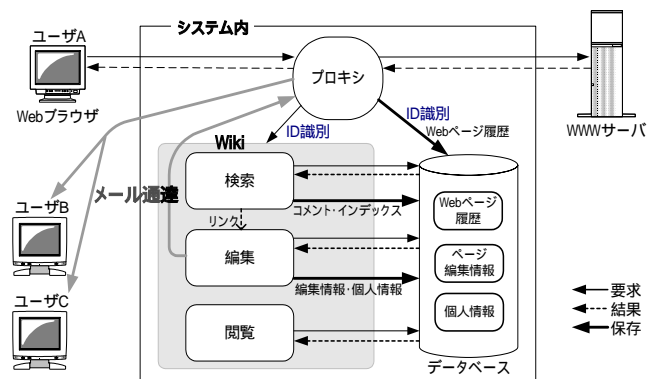 システム内
ユーザA
Webブラウザ
プロキシ
WWWサーバ
ID識別
ID識別
Webページ履歴
Wiki
メール通達
検索
コメント・インデックス
リンク
編集
編集情報・個人情報
閲覧
Webページ
履歴
ページ
編集情報
個人情報
データベース
ユーザB
ユーザC
要求
結果
保存